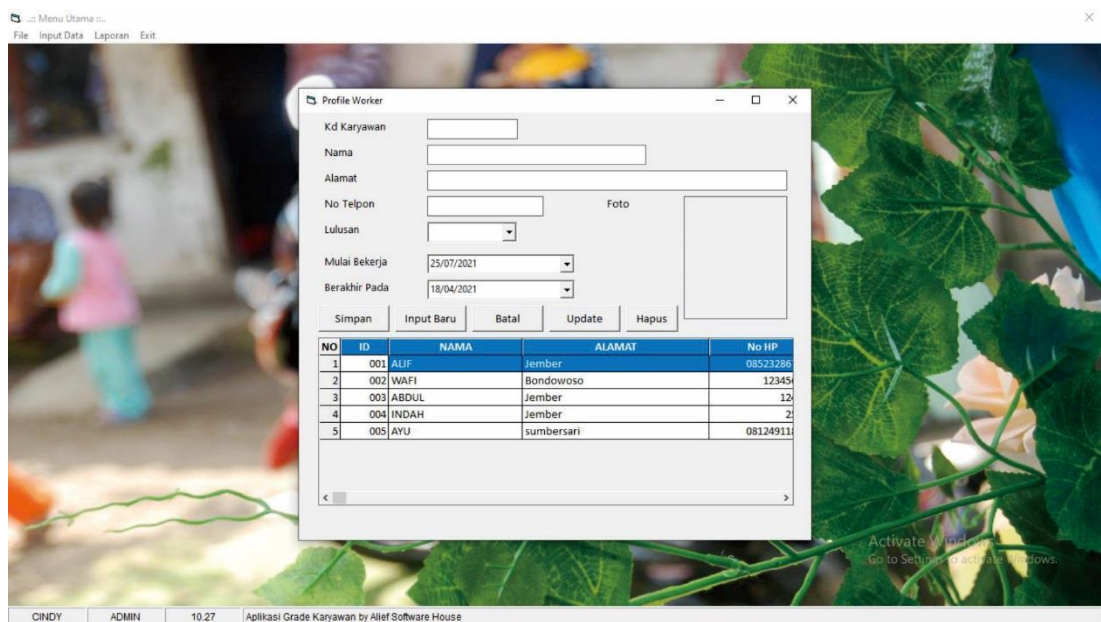 ..:: Menu Utama ::..
File Input Data Laporan Exit
Profile Worker
Kd Karyawan
Nama
Alamat
No Telpon Foto
Lulusan
Mulai Bekerja 25/07/2021
Berakhir Pada 18/04/2021
Simpan Input Baru Batal Update Hapus
NO ID NAMA ALAMAT No HP
1 001 ALIF Jember 08523286
2 002 WAFI Bondowoso 12345
3 003 ABDUL Jember 12
4 004 INDAH Jember 2
5 005 AYU sumbersari 08124911
Activate Windows
Go to Settings to activate Windows.
CINDY ADMIN 10.27 Aplikasi Grade Karyawan by Alief Software House